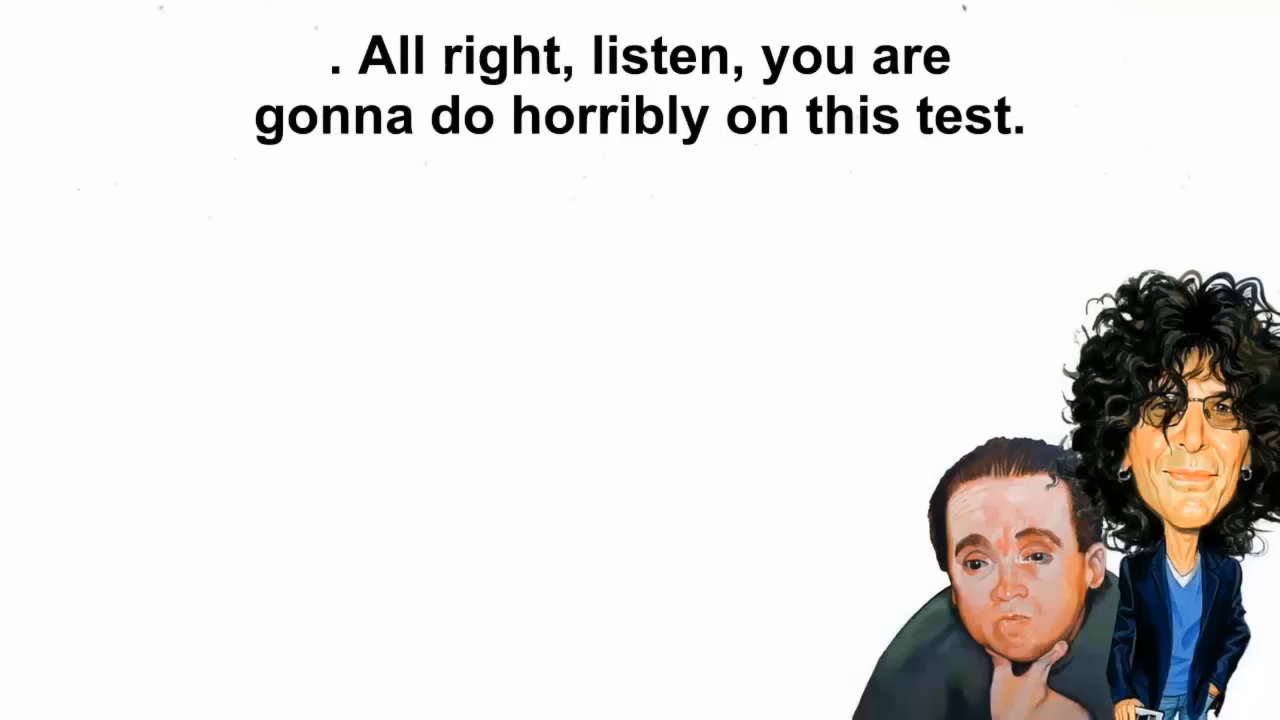 . All right, listen, you are
gonna do horribly on this test.